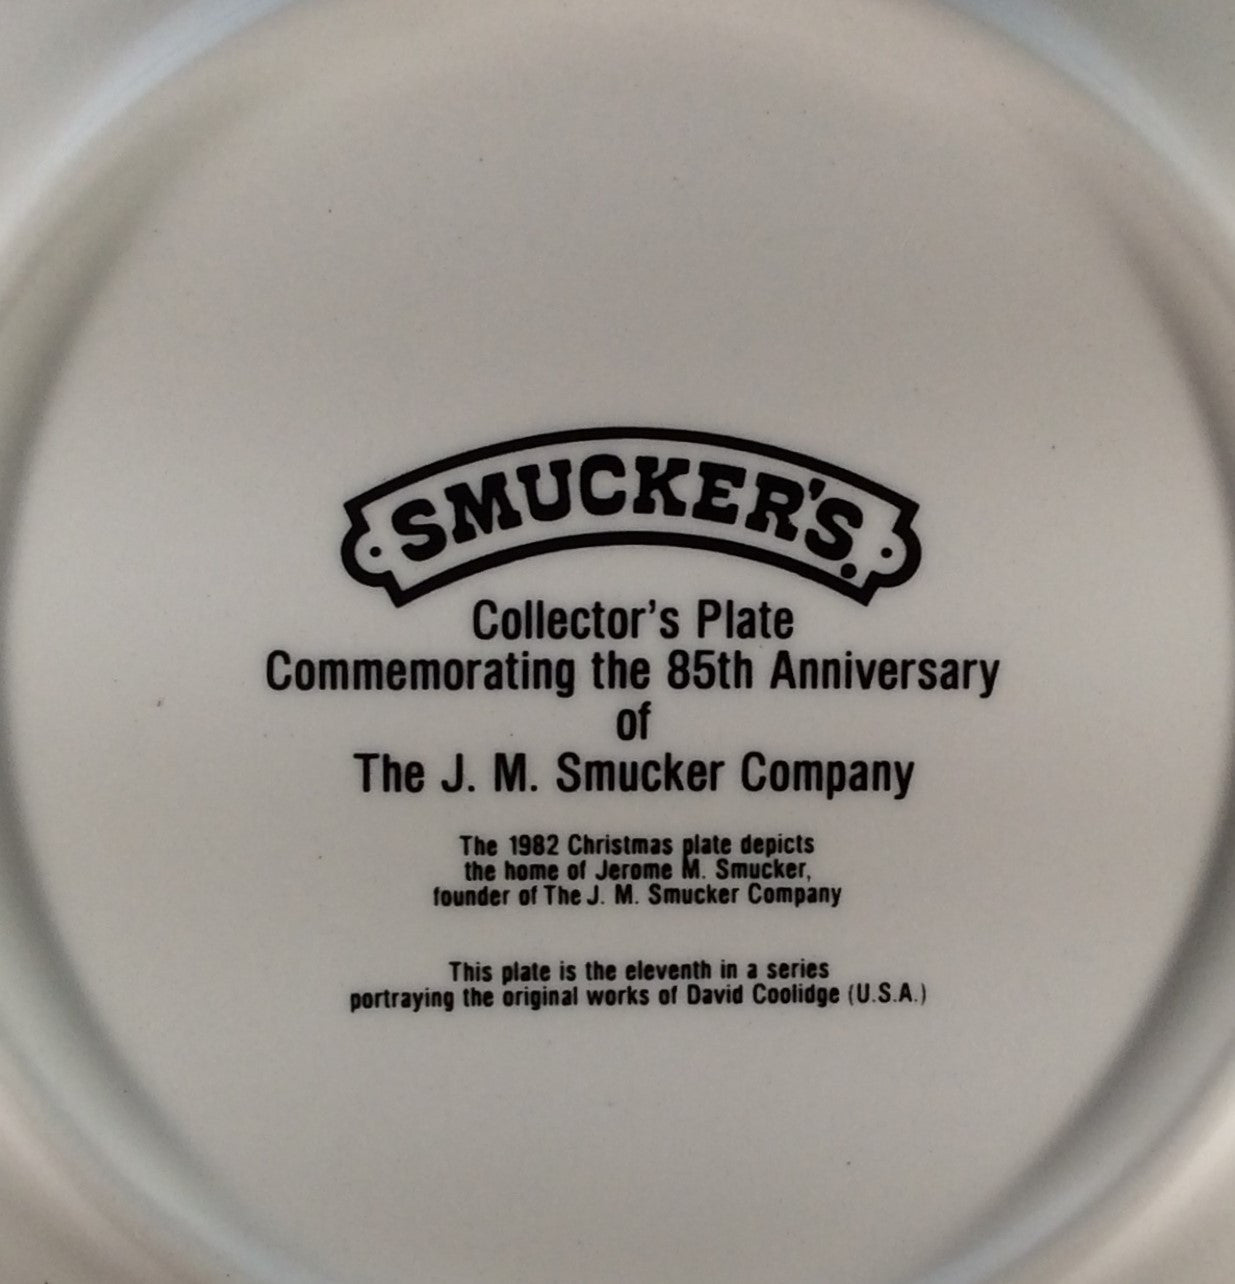 SMUCKER'S.
Collector's Plate
Commemorating the 85th Anniversary
of
The J. M. Smucker Company
The 1982 Christmas plate depicts
the home of Jerome M. Smucker,
founder of The J. M. Smucker Company
This plate is the eleventh in a series
portraying the original works of David Coolidge (U.S.A.)